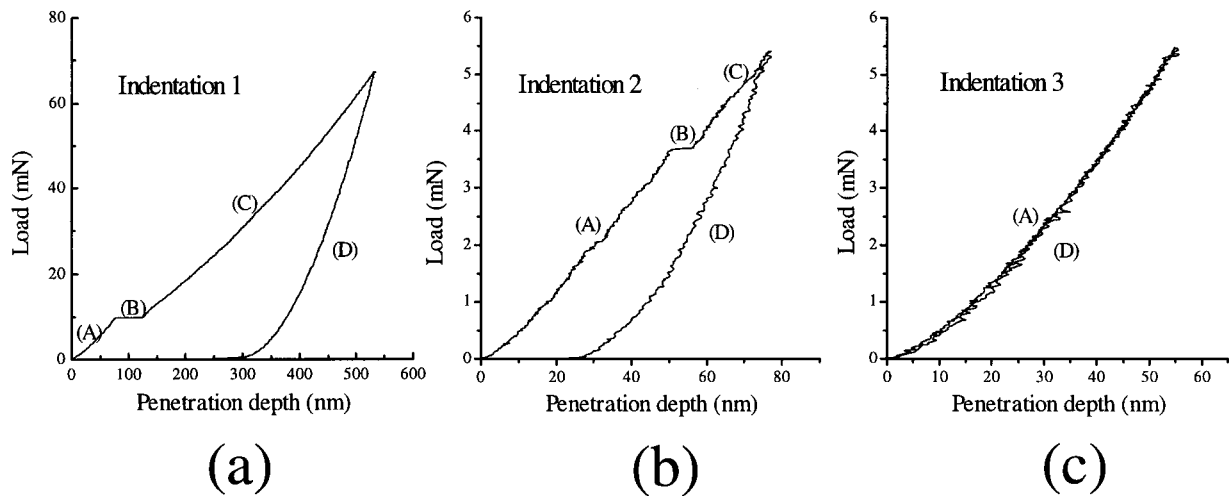 80
60
40
20
0
Load (mN)
Indentation 1
(A)
(B)
(C)
(D)
0 100 200 300 400 500 600
Penetration depth (nm)
(a)
6
5
4
3
2
1
0
Load (mN)
Indentation 2
(A)
(B)
(C)
(D)
0 20 40 60 80
Penetration depth (nm)
(b)
6
5
4
3
2
1
0
Load (mN)
Indentation 3
(A)
(D)
0 10 20 30 40 50 60
Penetration depth (nm)
(c)